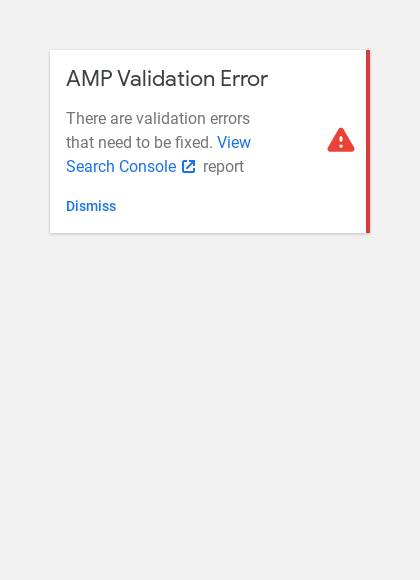 AMP Validation Error
There are validation errors
that need to be fixed. View
Search Console report
Dismiss